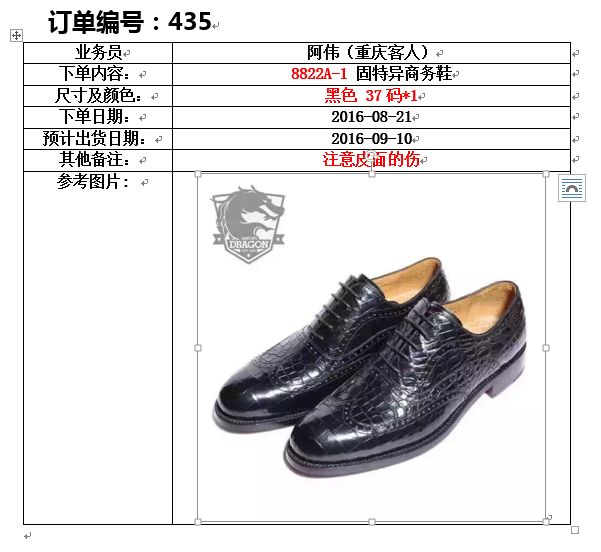 订单编号：435
业务员 阿伟（重庆客人）
下单内容： 8822A-1 固特异商务鞋
尺寸及颜色： 黑色 37 码*1
下单日期： 2016-08-21
预计出货日期： 2016-09-10
其他备注： 注意皮面的伤
参考图片：
DRAGON